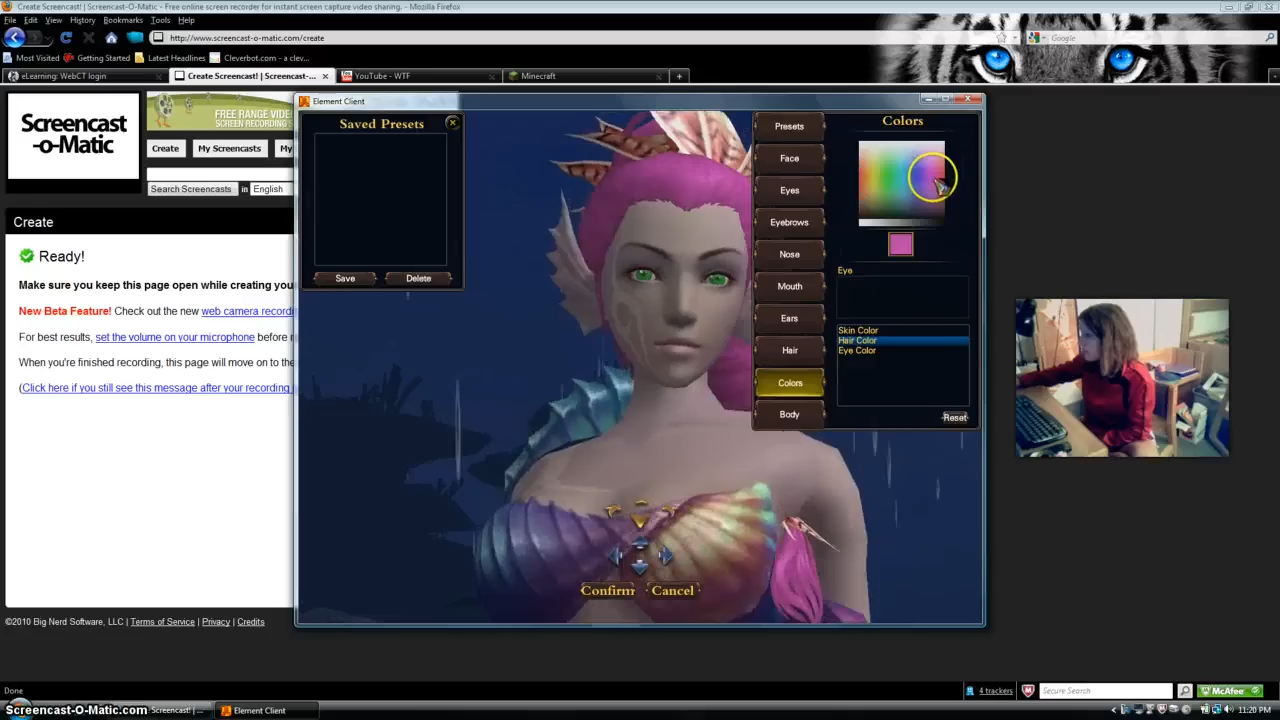 Create Screencast! | Screencast-O-Matic - Free online screen recorder for instant screen capture video sharing. - Mozilla Firefox
File Edit View History Bookmarks Tools Help
http://www.screencast-o-matic.com/create
Google
Most Visited Getting Started Latest Headlines Cleverbot.com - a clev...
eLearning: WebCT login
Create Screencast! | Screencast-...
YouTube - WTF
Minecraft
Screencast
-o-Matic
FREE RANGE VIDE
SCREEN RECORDING
Create My Screencasts My
Search Screencasts in English
Create
Ready!
Make sure you keep this page open while creating you
New Beta Feature! Check out the new web camera recordi
For best results, set the volume on your microphone before
When you're finished recording, this page will move on to the
(Click here if you still see this message after your recording
©2010 Big Nerd Software, LLC | Terms of Service | Privacy | Credits
Element Client
Saved Presets
Save Delete
Presets
Face
Eyes
Eyebrows
Nose
Mouth
Ears
Hair
Colors
Body
Colors
Eye
Skin Color
Hair Color
Eye Color
Reset
Confirm Cancel
Done
4 trackers
Secure Search
McAfee
Screencast-O-Matic.com
Screencast! | Screenc...
Element Client
11:20 PM